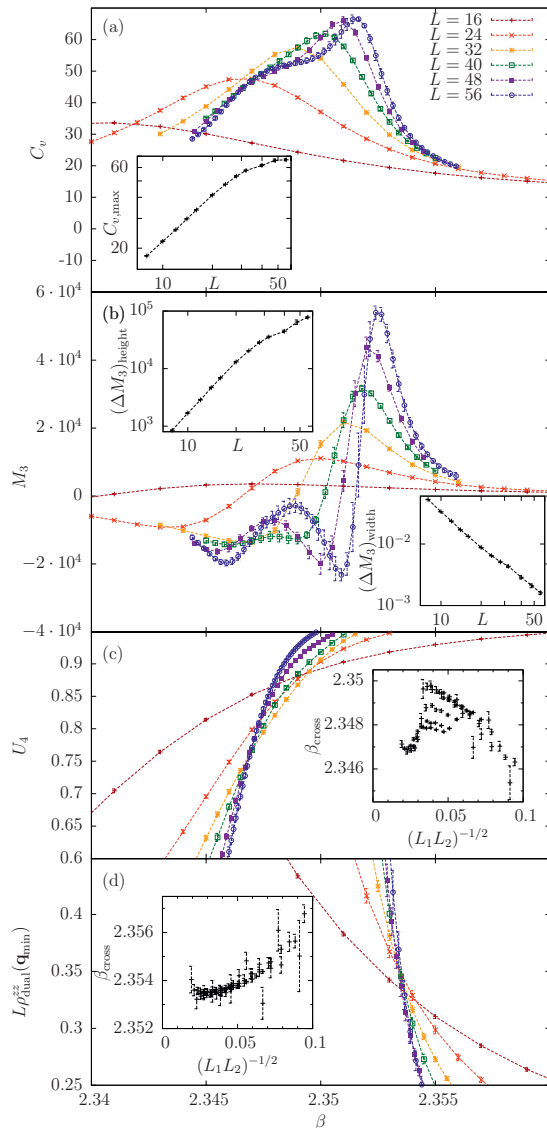 (a)
L = 16
L = 24
L = 32
L = 40
L = 48
L = 56
70
60
50
40
30
20
10
0
-10
C_v
60
20
C_{v,max}
10 L 50
6 · 10^4
4 · 10^4
2 · 10^4
0
−2 · 10^4
−4 · 10^4
M_3
(b)
10^5
10^4
10^3
(ΔM_3)_height
10 L 50
10^{-2}
10^{-3}
(ΔM_3)_width
10 L 50
(c)
0.9
0.85
0.8
0.75
0.7
0.65
0.6
U_4
2.35
2.348
2.346
β_cross
0 0.05 0.1
(L_1L_2)^{-1/2}
(d)
0.4
0.35
0.3
0.25
Lρ^{zz}_{dual}(q_min)
2.356
2.354
2.352
β_cross
0 0.05 0.1
(L_1L_2)^{-1/2}
2.34 2.345 2.35 2.355
β